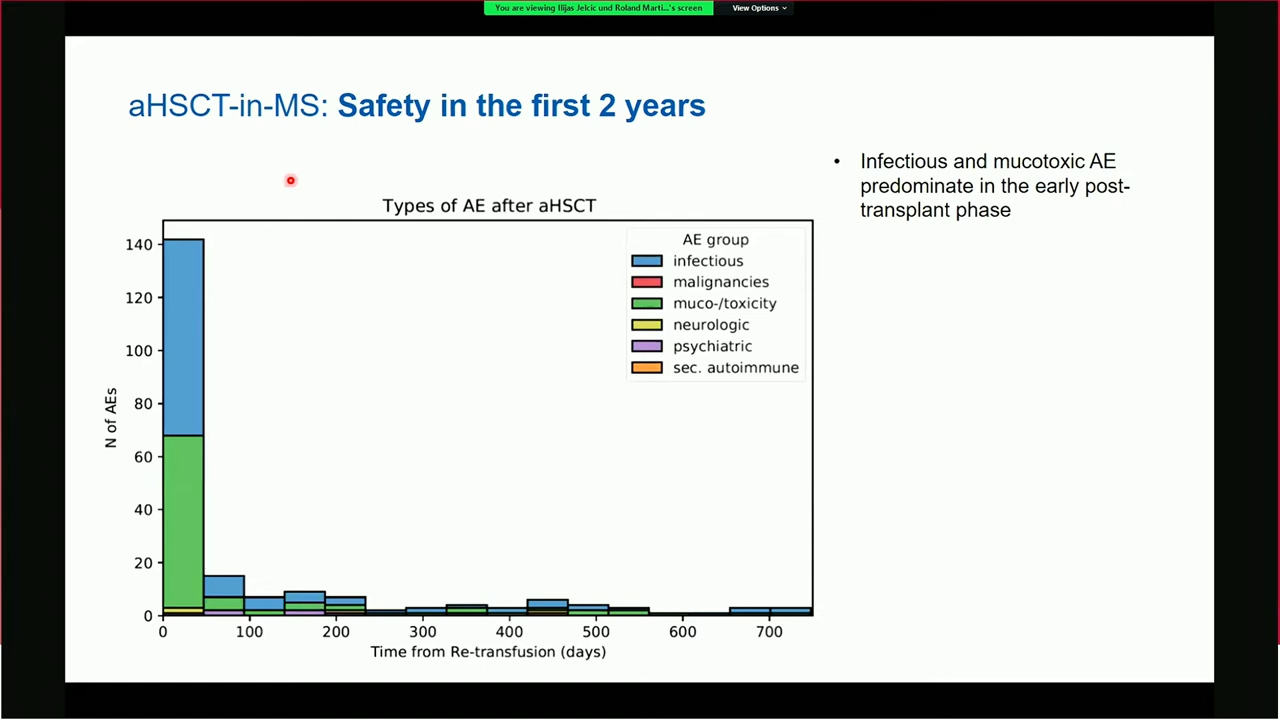 You are viewing Ilijas Jelcic und Roland Marti...'s screen
View Options
aHSCT-in-MS: Safety in the first 2 years
• Infectious and mucotoxic AE
predominate in the early post-
transplant phase
Types of AE after aHSCT
AE group
infectious
malignancies
muco-/toxicity
neurologic
psychiatric
sec. autoimmune
N of AEs
140
120
100
80
60
40
20
0
0 100 200 300 400 500 600 700
Time from Re-transfusion (days)